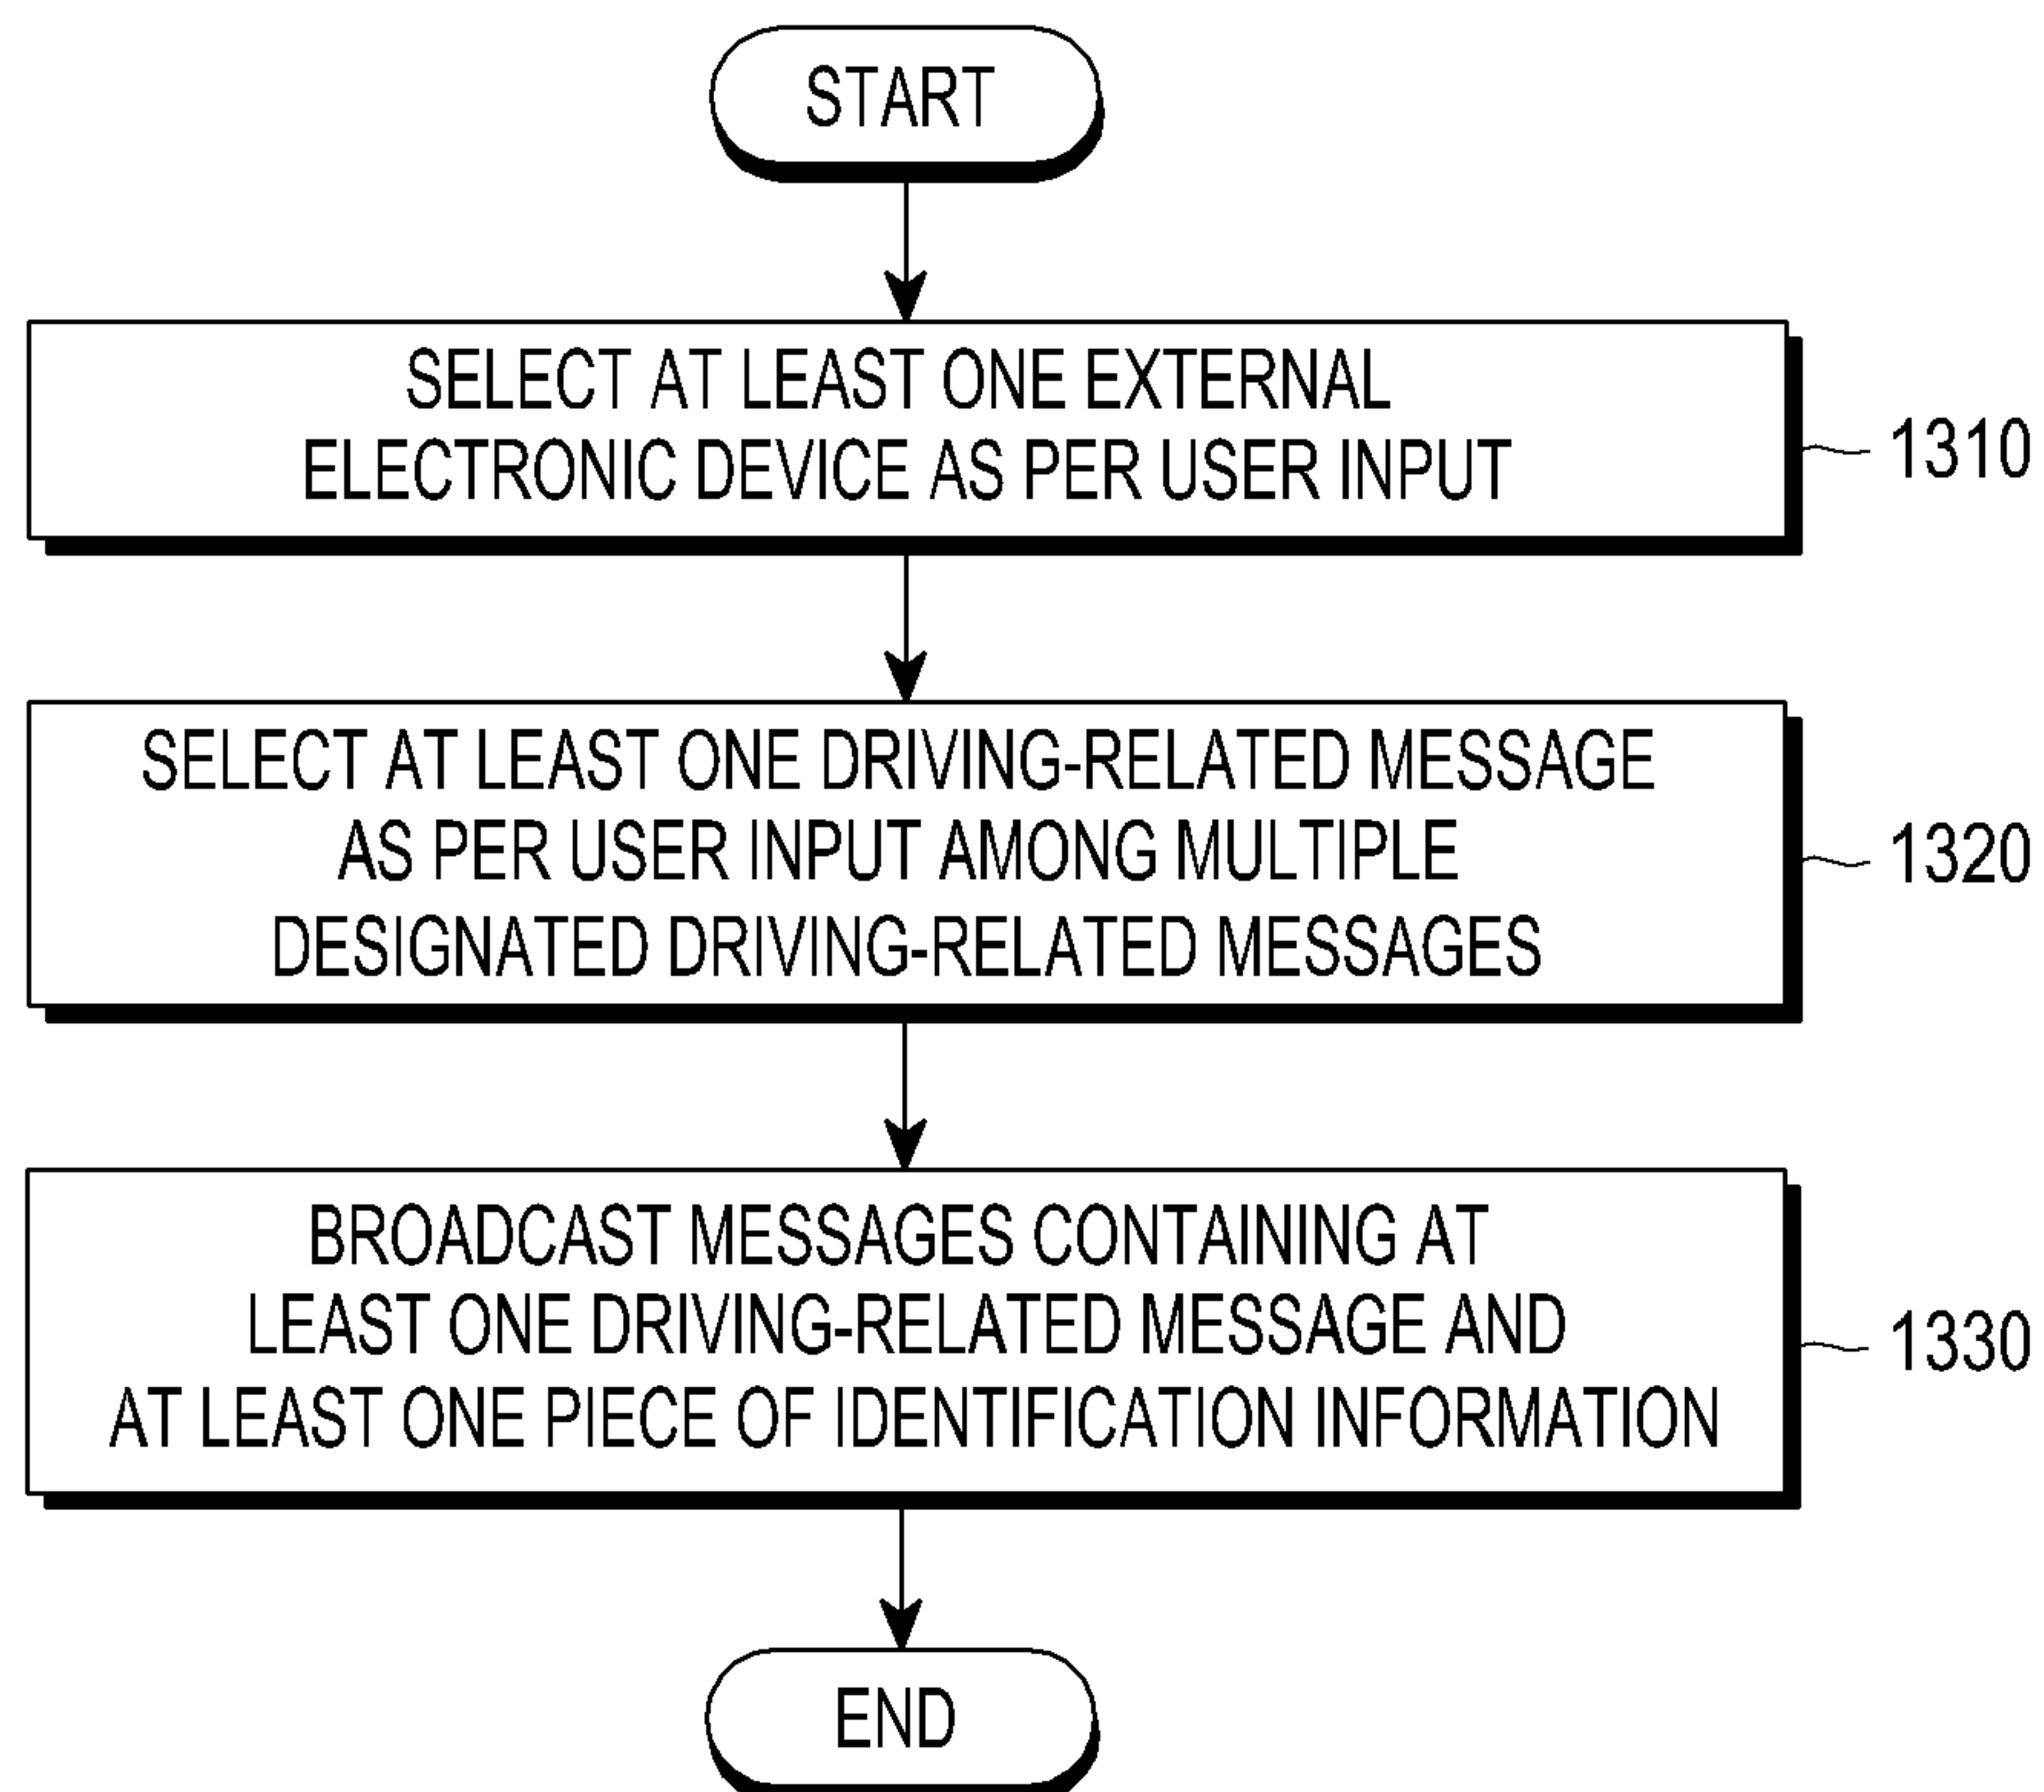 START
SELECT AT LEAST ONE EXTERNAL
ELECTRONIC DEVICE AS PER USER INPUT
1310
SELECT AT LEAST ONE DRIVING-RELATED MESSAGE
AS PER USER INPUT AMONG MULTIPLE
DESIGNATED DRIVING-RELATED MESSAGES
1320
BROADCAST MESSAGES CONTAINING AT
LEAST ONE DRIVING-RELATED MESSAGE AND
AT LEAST ONE PIECE OF IDENTIFICATION INFORMATION
1330
END